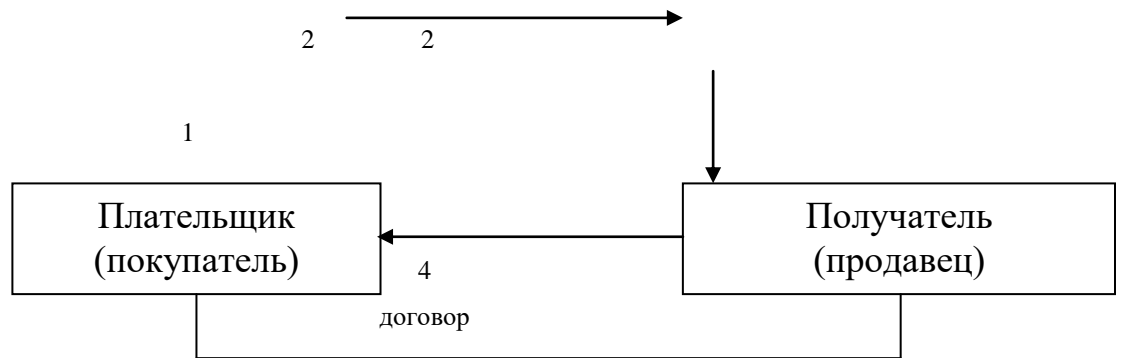 2 2
1
Плательщик
(покупатель)
Получатель
(продавец)
4
договор